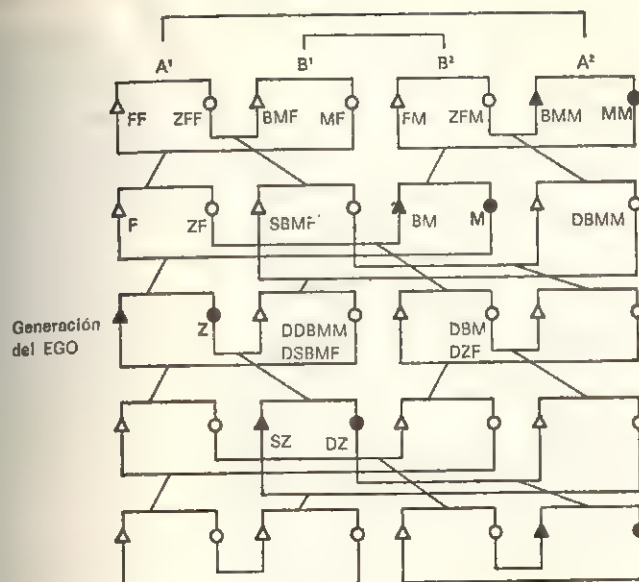 A¹ B¹ B² A²
FF ZFF BMF MF FM ZFM BMM MM
F ZF SBMF BM M DBMM
Generación
del EGO
Z DDBMM DBM
DSBMF DZF
SZ DZ